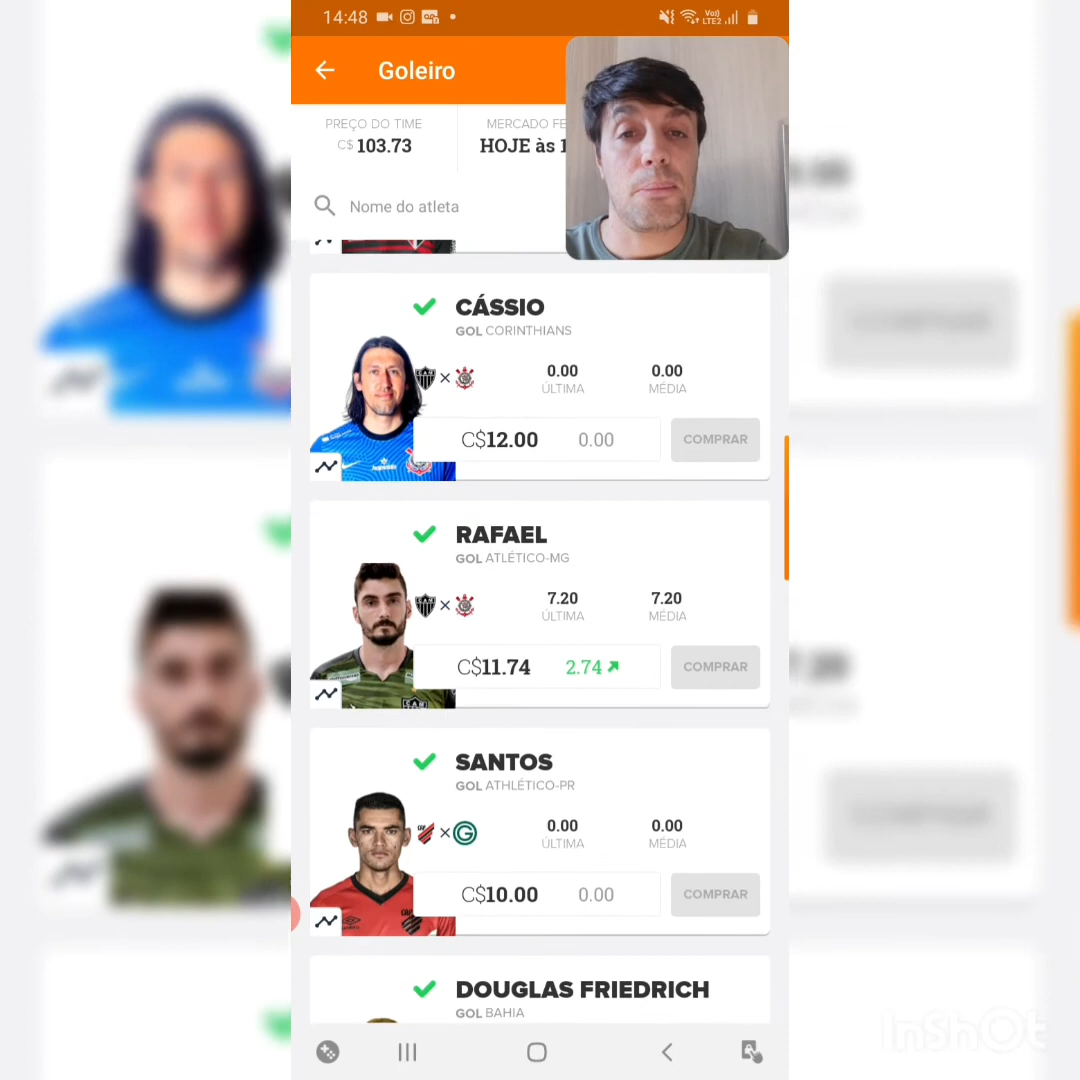 14:48
Vo))
LTE2
Goleiro
PREÇO DO TIME
C$ 103.73
MERCADO FE
HOJE às 1
Nome do atleta
CÁSSIO
GOL CORINTHIANS
0.00
ÚLTIMA
0.00
MÉDIA
C$12.00
0.00
COMPRAR
RAFAEL
GOL ATLÉTICO-MG
7.20
ÚLTIMA
7.20
MÉDIA
C$11.74
2.74
COMPRAR
SANTOS
GOL ATHLÉTICO-PR
0.00
ÚLTIMA
0.00
MÉDIA
C$10.00
0.00
COMPRAR
DOUGLAS FRIEDRICH
GOL BAHIA
InShOt